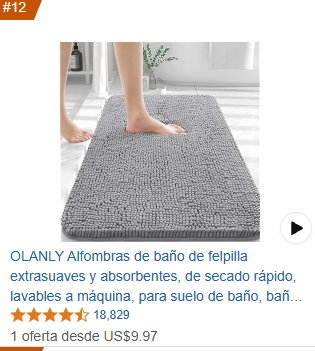 #12
OLANLY Alfombras de baño de felpilla
extrasuaves y absorbentes, de secado rápido,
lavables a máquina, para suelo de baño, bañ…
18,829
1 oferta desde US$9.97